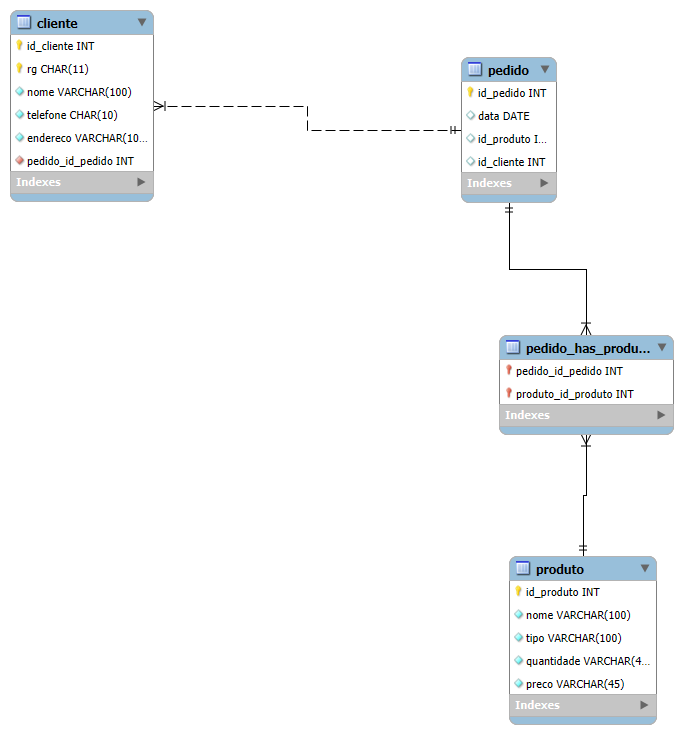 cliente
id_cliente INT
rg CHAR(11)
nome VARCHAR(100)
telefone CHAR(10)
endereco VARCHAR(10...
pedido_id_pedido INT
Indexes
pedido
id_pedido INT
data DATE
id_produto I...
id_cliente INT
Indexes
pedido_has_produ...
pedido_id_pedido INT
produto_id_produto INT
Indexes
produto
id_produto INT
nome VARCHAR(100)
tipo VARCHAR(100)
quantidade VARCHAR(4...
preco VARCHAR(45)
Indexes